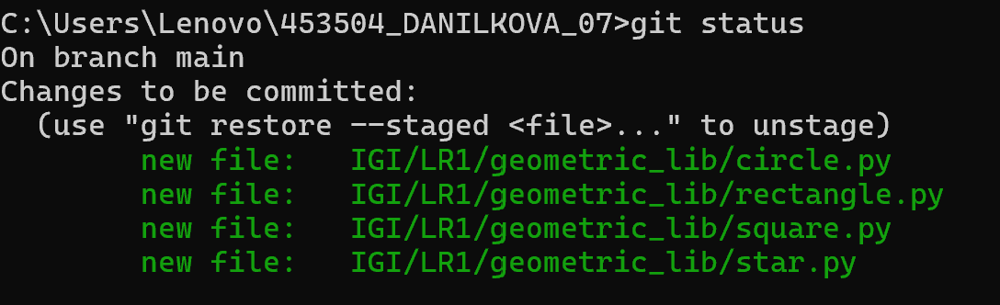 C:\Users\Lenovo\453504_DANILKOVA_07>git status
On branch main
Changes to be committed:
  (use "git restore --staged <file>..." to unstage)
        new file:   IGI/LR1/geometric_lib/circle.py
        new file:   IGI/LR1/geometric_lib/rectangle.py
        new file:   IGI/LR1/geometric_lib/square.py
        new file:   IGI/LR1/geometric_lib/star.py